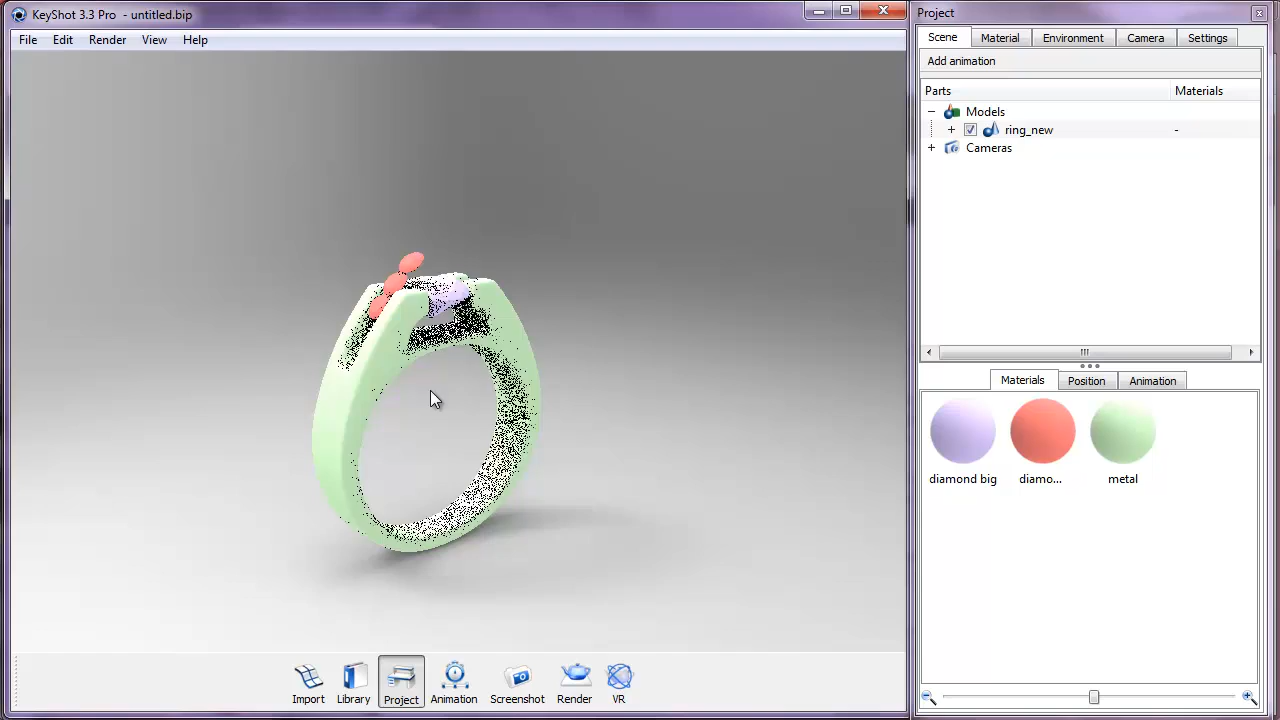 KeyShot 3.3 Pro - untitled.bip
File Edit Render View Help
Import Library Project Animation Screenshot Render VR
Project
Scene Material Environment Camera Settings
Add animation
Parts Materials
Models
ring_new -
Cameras
Materials Position Animation
diamond big diamo... metal